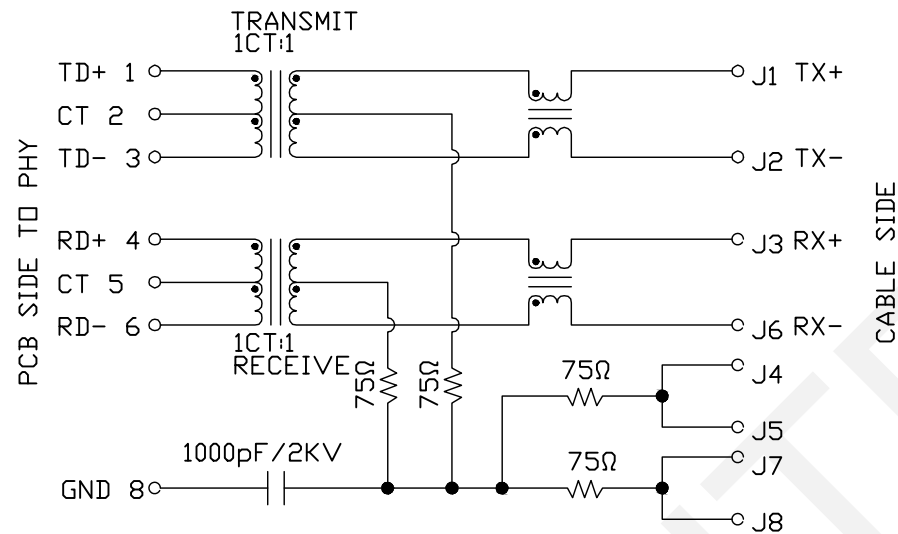 TRANSMIT
1CT:1
TD+ 1
J1 TX+
CT 2
TD- 3
J2 TX-
PCB SIDE TO PHY
CABLE SIDE
RD+ 4
J3 RX+
CT 5
RD- 6
J6 RX-
1CT:1
RECEIVE
75Ω
75Ω
75Ω
J4
J5
1000pF/2KV
75Ω
J7
GND 8
J8